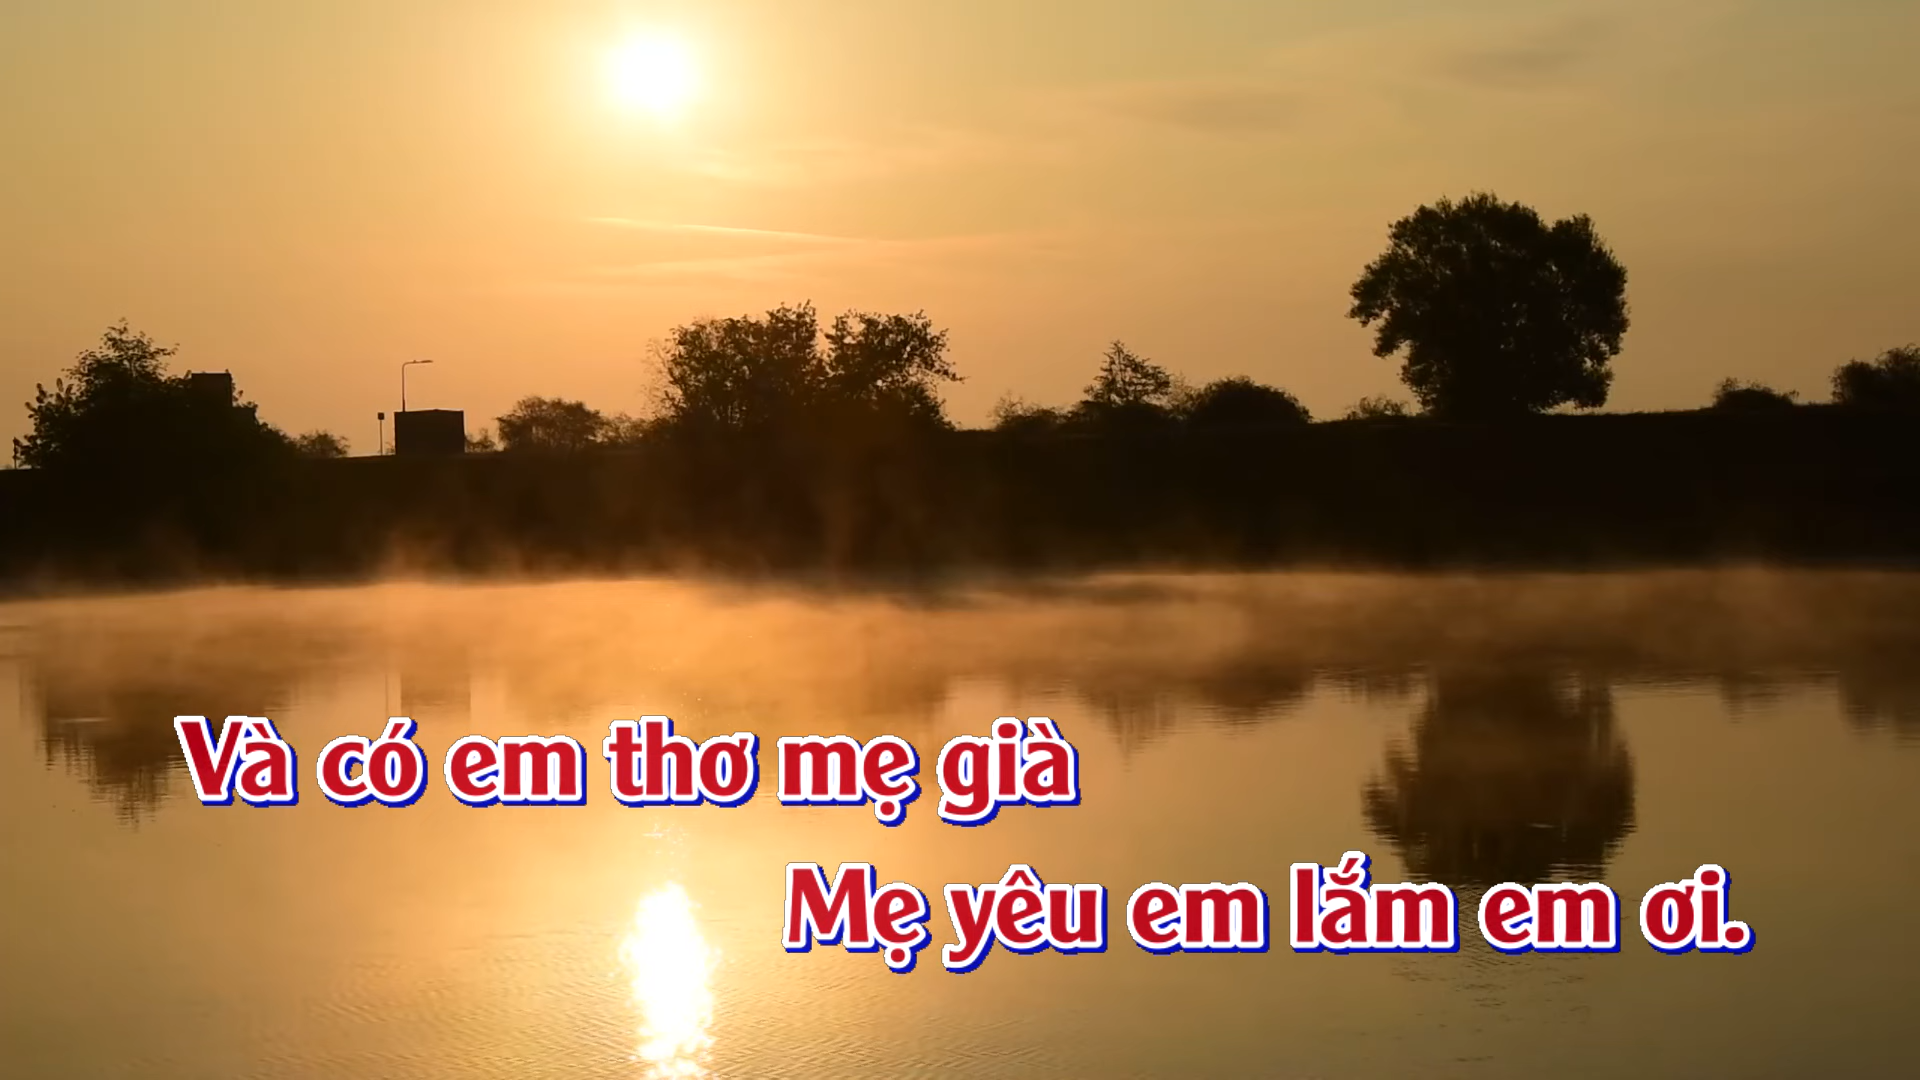 Và có em thơ mẹ già
Mẹ yêu em lắm em ơi.